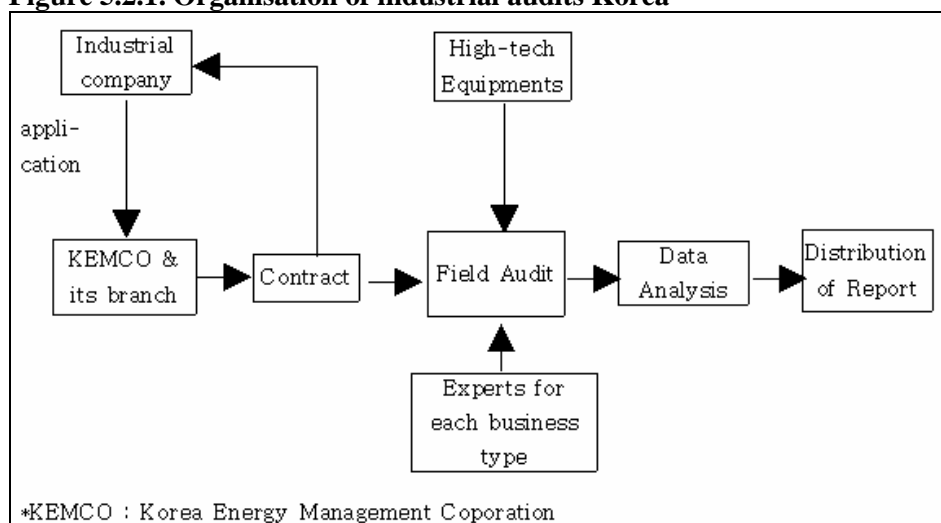 Figure 5.2.1. Organisation of industrial audits Korea
Industrial
company
High-tech
Equipments
appli-
cation
KEMCO &
its branch
Contract
Field Audit
Data
Analysis
Distribution
of Report
Experts for
each business
type
*KEMCO : Korea Energy Management Coporation